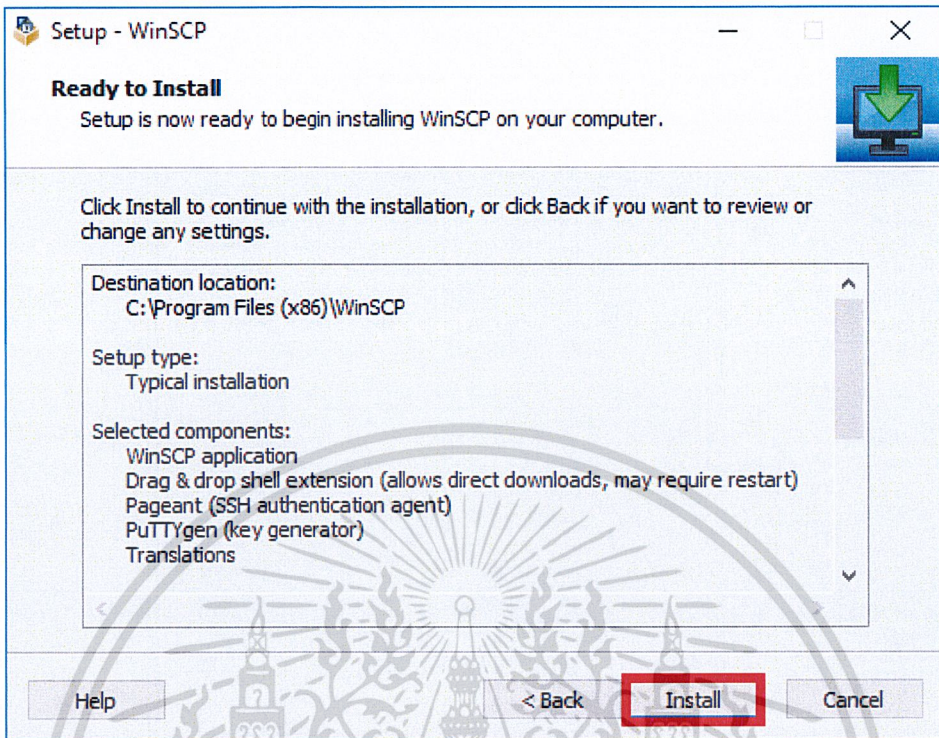 Setup - WinSCP
Ready to Install
Setup is now ready to begin installing WinSCP on your computer.
Click Install to continue with the installation, or click Back if you want to review or
change any settings.
Destination location:
C:\Program Files (x86)\WinSCP
Setup type:
Typical installation
Selected components:
WinSCP application
Drag & drop shell extension (allows direct downloads, may require restart)
Pageant (SSH authentication agent)
PuTTYgen (key generator)
Translations
Help
< Back
Install
Cancel